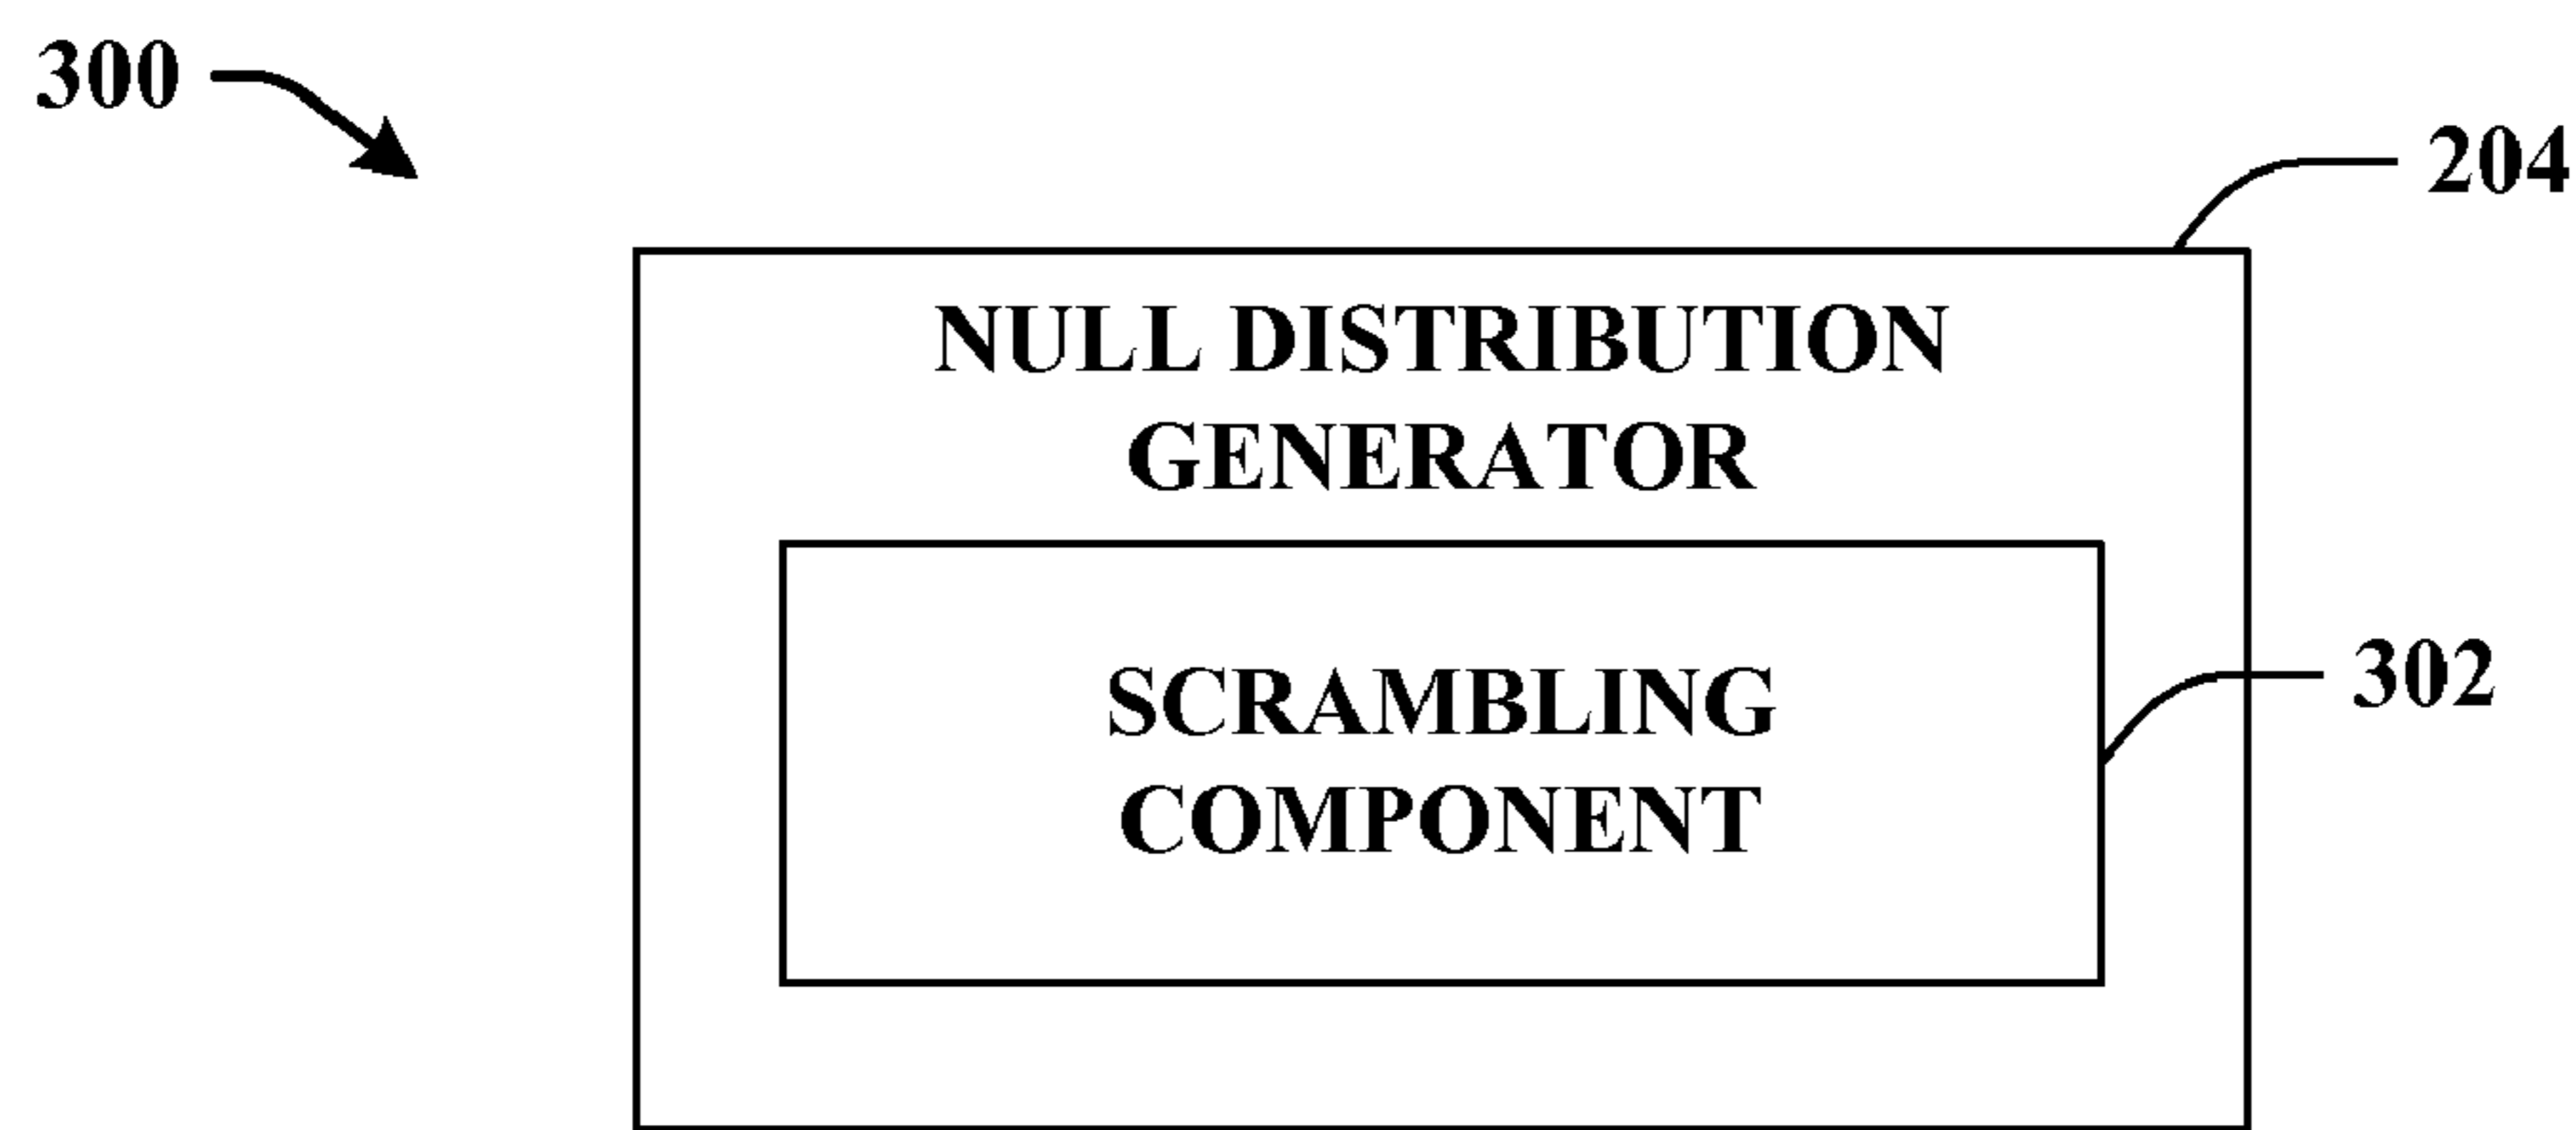 300
204
NULL DISTRIBUTION
GENERATOR
SCRAMBLING
COMPONENT
302